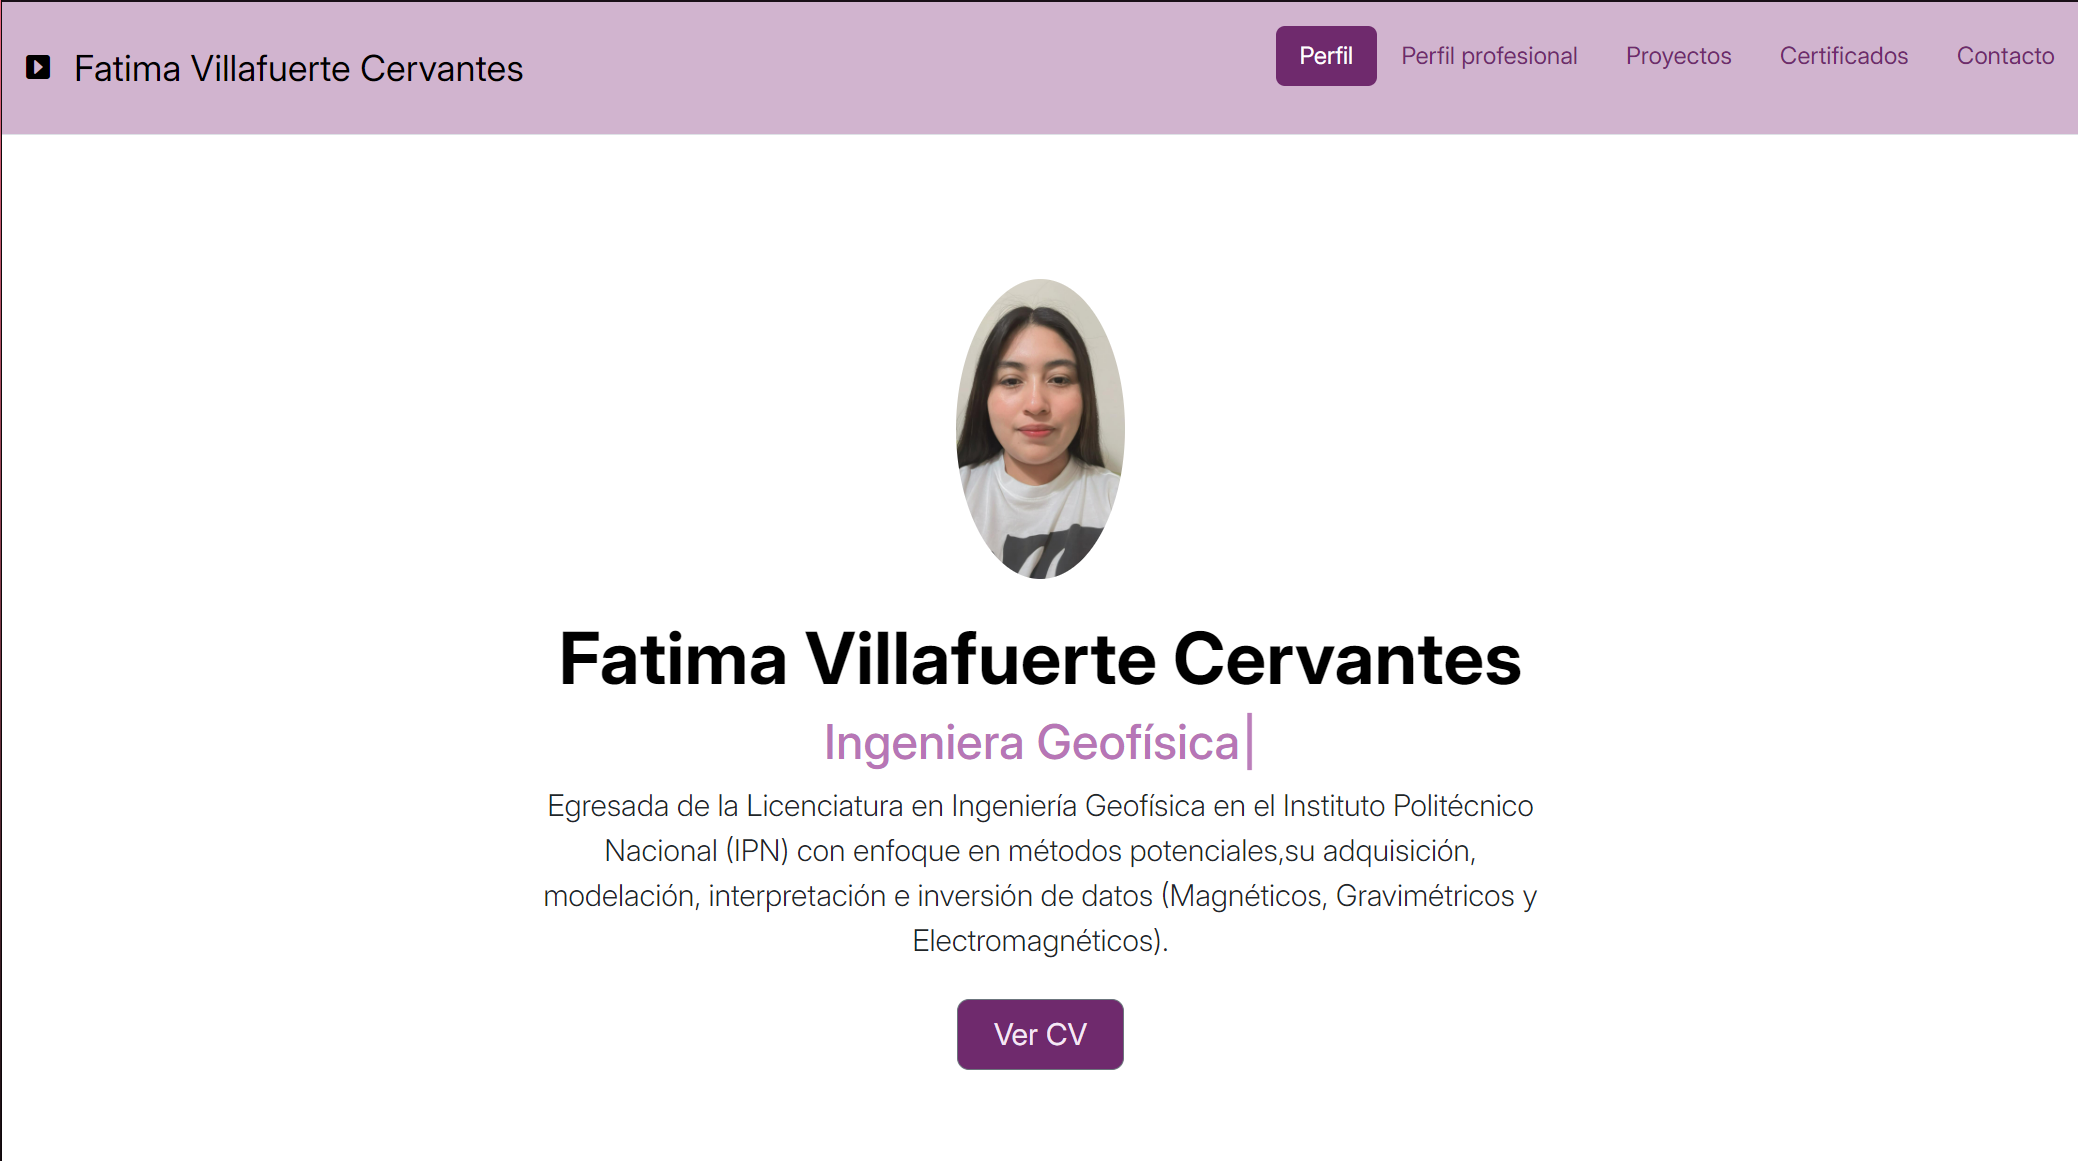 Fatima Villafuerte Cervantes
Perfil
Perfil profesional
Proyectos
Certificados
Contacto
Fatima Villafuerte Cervantes
Ingeniera Geofísica
Egresada de la Licenciatura en Ingeniería Geofísica en el Instituto Politécnico
Nacional (IPN) con enfoque en métodos potenciales,su adquisición,
modelación, interpretación e inversión de datos (Magnéticos, Gravimétricos y
Electromagnéticos).
Ver CV